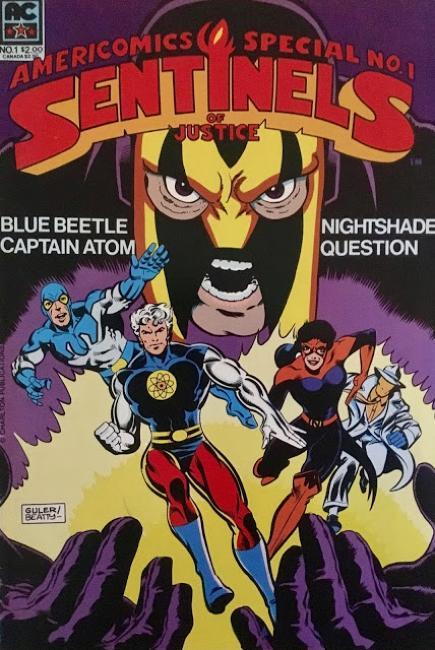 AC
NO.1 $2.00
AMERICOMICS SPECIAL NO.1
SENTINELS
OF
JUSTICE
BLUE BEETLE
CAPTAIN ATOM
NIGHTSHADE
QUESTION
GULER/
BEATTY-